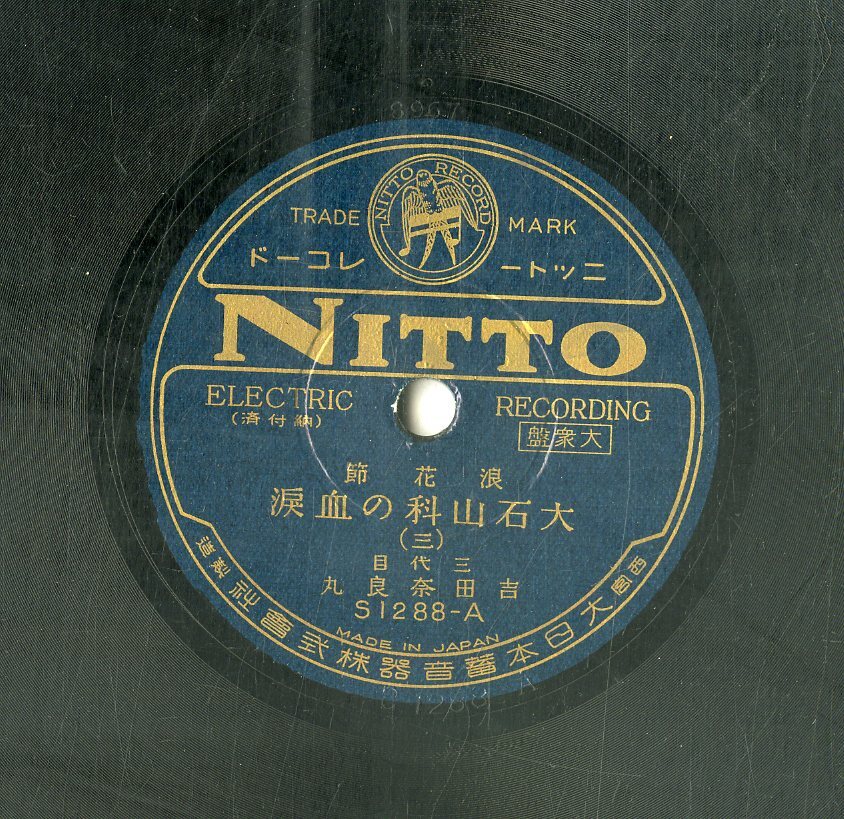 8967
NITTO RECORD
TRADE MARK
ニットー レコード
NITTO
ELECTRIC RECORDING
(納付済)
大衆盤
浪花節
大石山科の血涙
(三)
三代目
吉田奈良丸
S1288-A
MADE IN JAPAN
西宮 大日本蓄音器株式會社製造